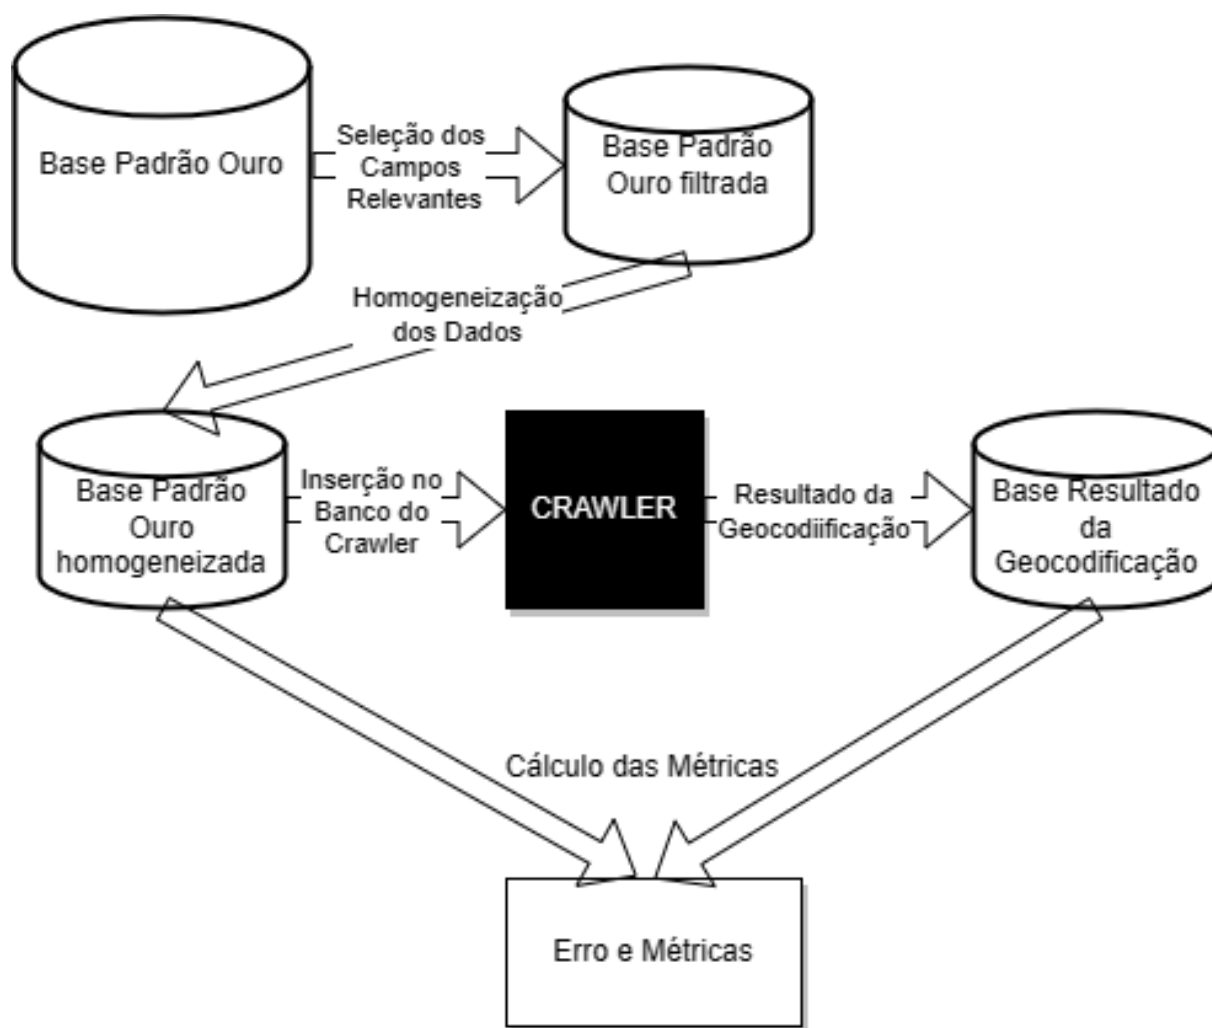 Base Padrão Ouro
Seleção dos
Campos
Relevantes
Base Padrão
Ouro filtrada
Homogeneização
dos Dados
Base Padrão
Ouro
homogeneizada
Inserção no
Banco do
Crawler
CRAWLER
Resultado da
Geocodiificação
Base Resultado
da
Geocodificação
Cálculo das Métricas
Erro e Métricas